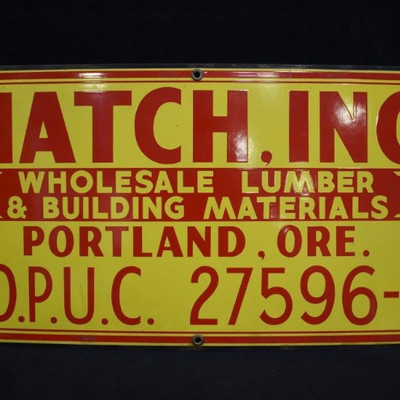 HATCH, INC
WHOLESALE LUMBER
& BUILDING MATERIALS
PORTLAND, ORE.
O.P.U.C. 27596-